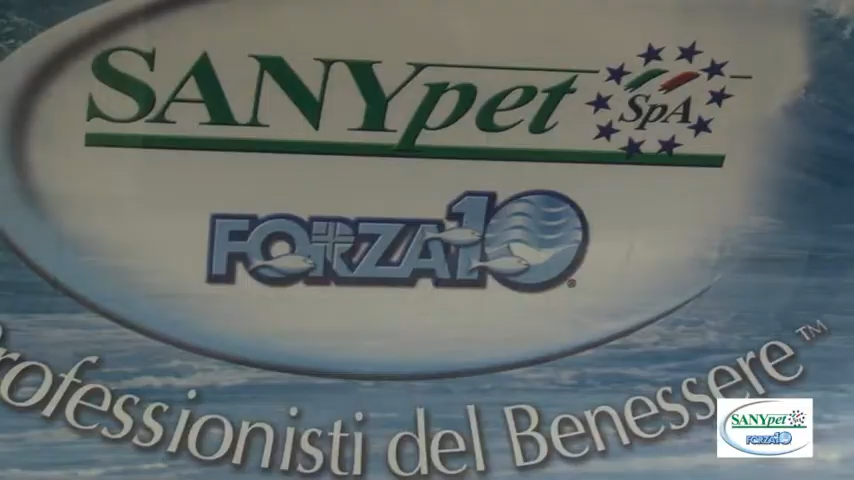 SANYpet
SpA
FORZA10
Professionisti del Benessere™
SANYpet
FORZA10